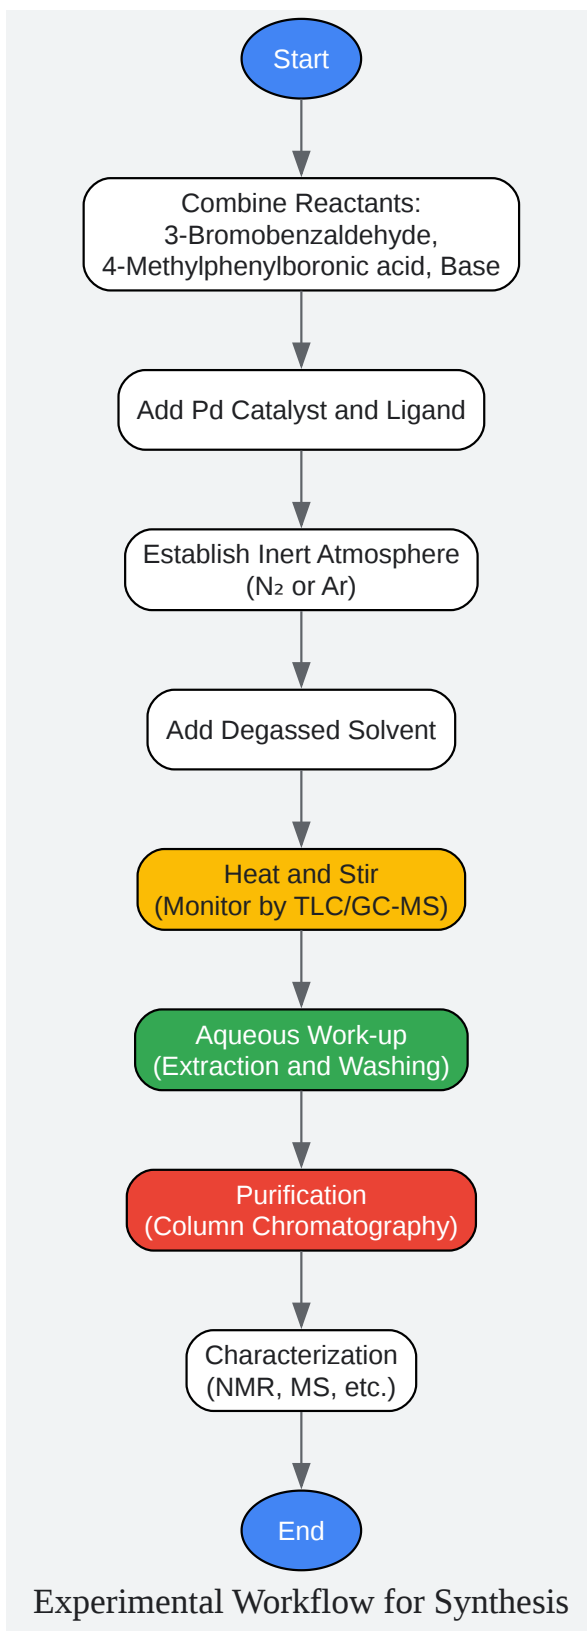 Start
Combine Reactants:
3-Bromobenzaldehyde,
4-Methylphenylboronic acid, Base
Add Pd Catalyst and Ligand
Establish Inert Atmosphere
(N₂ or Ar)
Add Degassed Solvent
Heat and Stir
(Monitor by TLC/GC-MS)
Aqueous Work-up
(Extraction and Washing)
Purification
(Column Chromatography)
Characterization
(NMR, MS, etc.)
End
Experimental Workflow for Synthesis